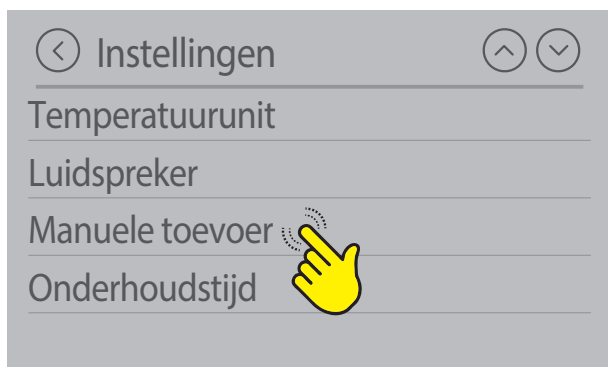 Instellingen
Temperatuurunit
Luidspreker
Manuele toevoer
Onderhoudstijd